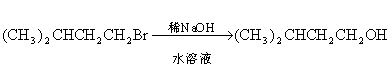 稀NaOH
(CH₃)₂CHCH₂CH₂Br ⟶ (CH₃)₂CHCH₂CH₂OH
水溶液